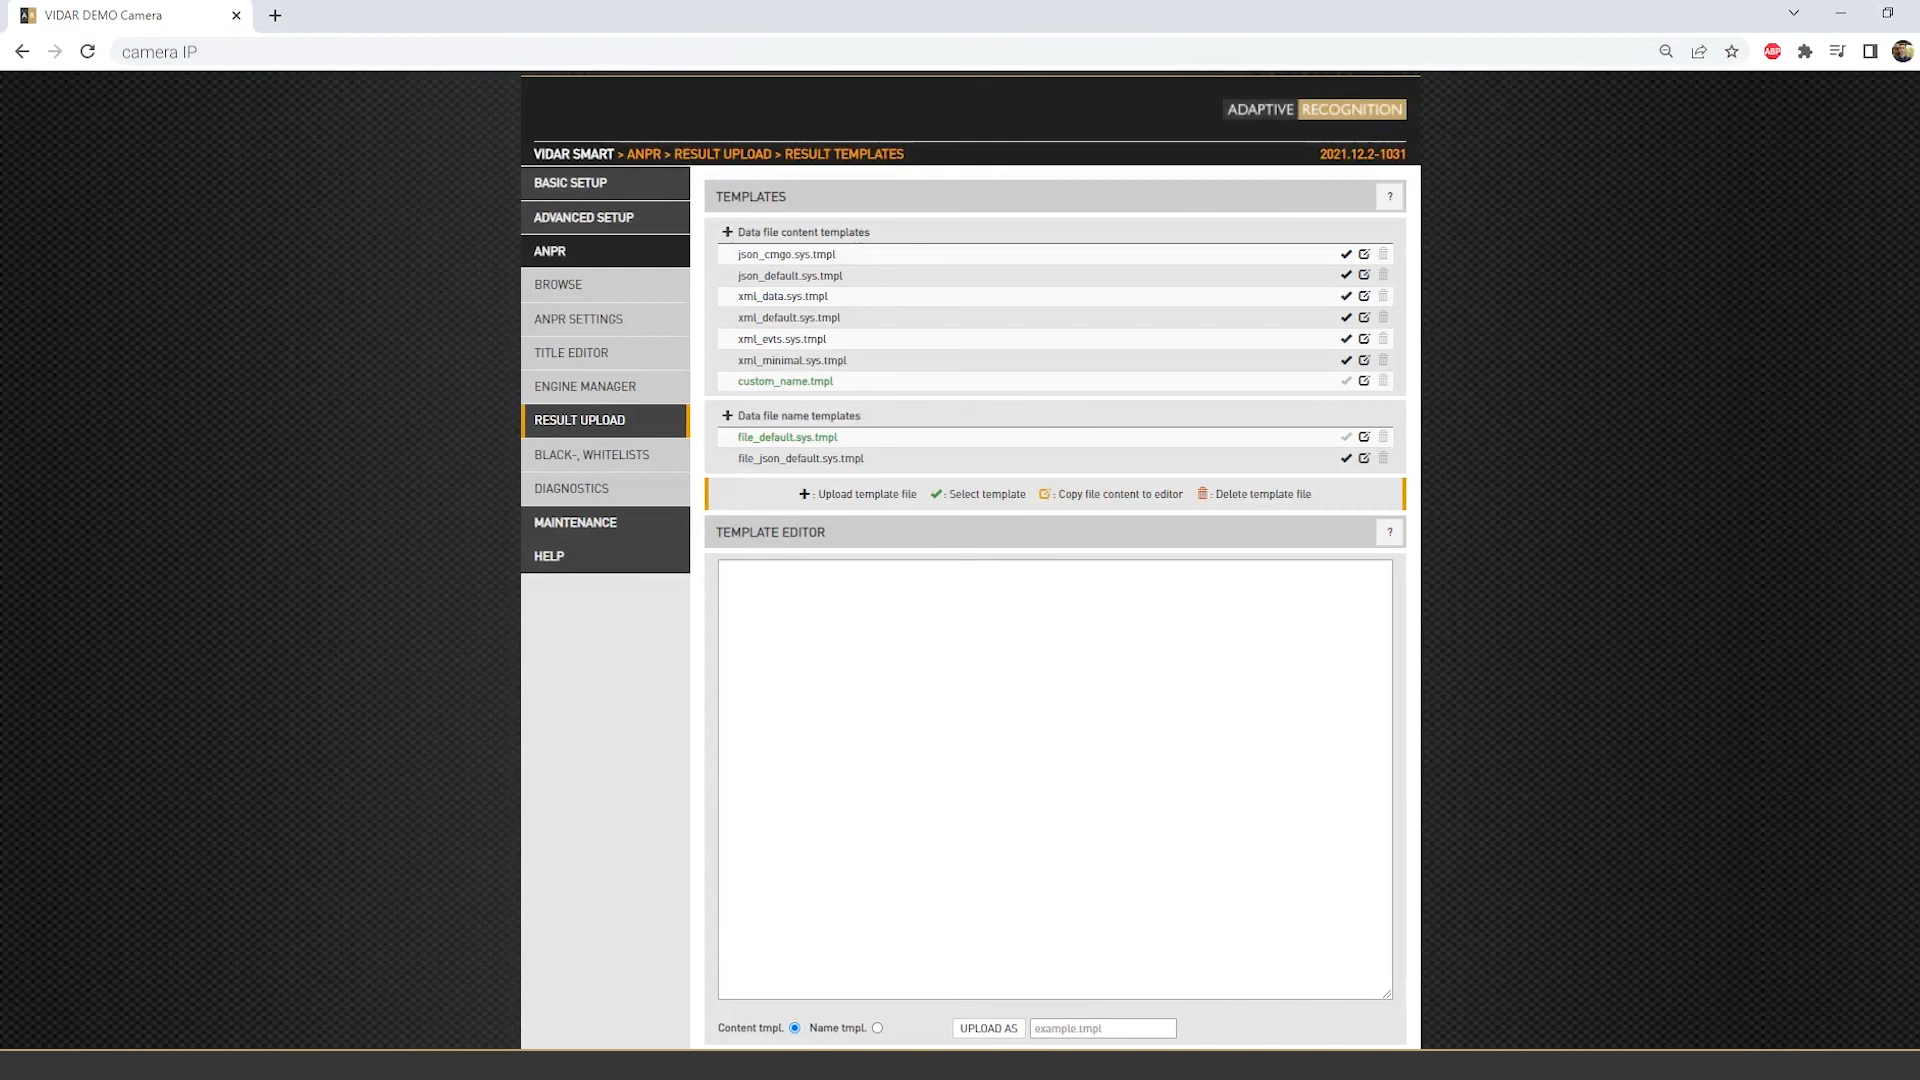 VIDAR DEMO Camera
camera IP
ABP
ADAPTIVE RECOGNITION
VIDAR SMART > ANPR > RESULT UPLOAD > RESULT TEMPLATES 2021.12.2-1031
BASIC SETUP
ADVANCED SETUP
ANPR
BROWSE
ANPR SETTINGS
TITLE EDITOR
ENGINE MANAGER
RESULT UPLOAD
BLACK-, WHITELISTS
DIAGNOSTICS
MAINTENANCE
HELP
TEMPLATES ?
Data file content templates
json_cmgo.sys.tmpl
json_default.sys.tmpl
xml_data.sys.tmpl
xml_default.sys.tmpl
xml_evts.sys.tmpl
xml_minimal.sys.tmpl
custom_name.tmpl
Data file name templates
file_default.sys.tmpl
file_json_default.sys.tmpl
: Upload template file : Select template : Copy file content to editor : Delete template file
TEMPLATE EDITOR ?
Content tmpl. Name tmpl. UPLOAD AS example.tmpl